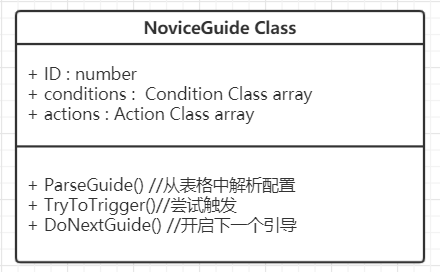 NoviceGuide Class
+ ID : number
+ conditions :  Condition Class array
+ actions : Action Class array
+ ParseGuide() //从表格中解析配置
+ TryToTrigger()//尝试触发
+ DoNextGuide() //开启下一个引导